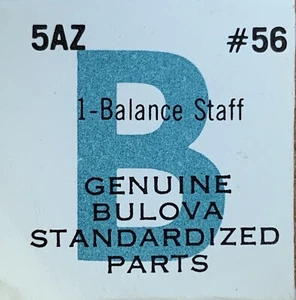 5AZ #56
B
1-Balance Staff
GENUINE
BULOVA
STANDARDIZED
PARTS